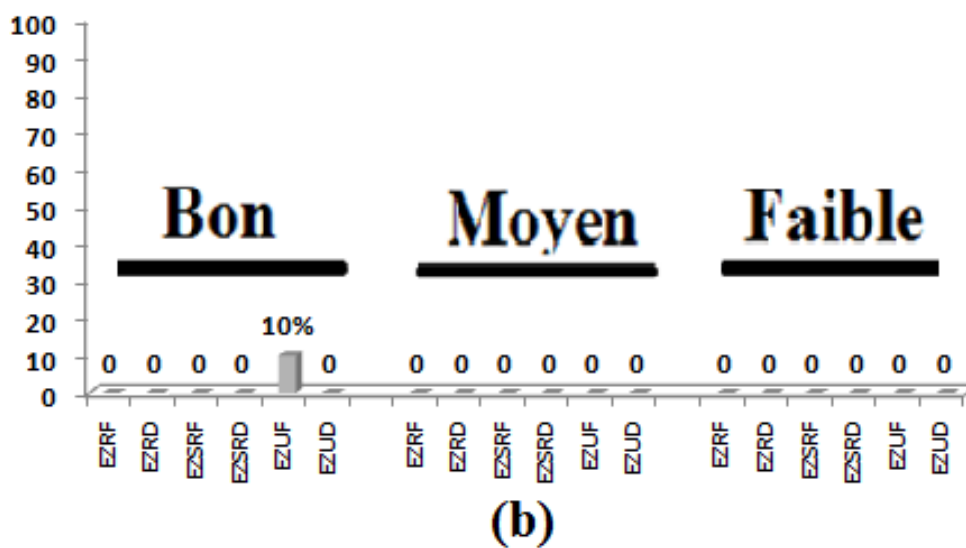 100
90
80
70
60
50
40
30
20
10
0
Bon
Moyen
Faible
0 0 0 0 10% 0
0 0 0 0 0 0
0 0 0 0 0 0
EZRF EZRD EZSRF EZSRD EZUF EZUD
EZRF EZRD EZSRF EZSRD EZUF EZUD
EZRF EZRD EZSRF EZSRD EZUF EZUD
(b)